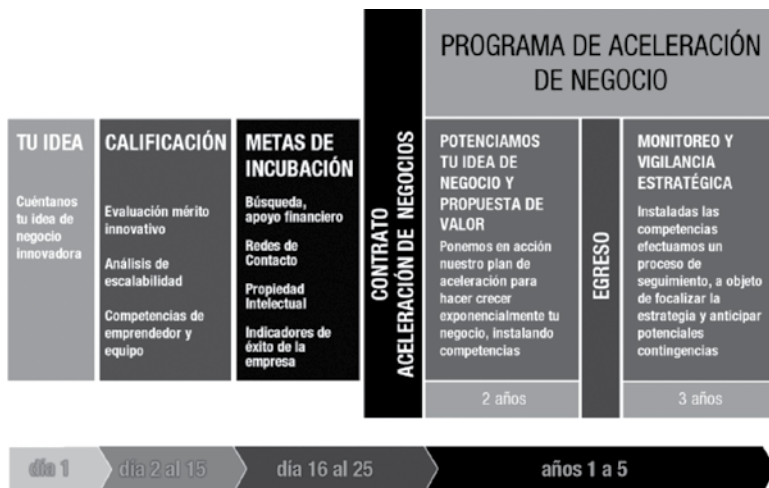 PROGRAMA DE ACELERACIÓN
DE NEGOCIO
TU IDEA
Cuéntanos
tu idea de
negocio
innovadora
CALIFICACIÓN
Evaluación mérito
innovativo
Análisis de
escalabilidad
Competencias de
emprendedor y
equipo
METAS DE
INCUBACIÓN
Búsqueda,
apoyo financiero
Redes de
Contacto
Propiedad
Intelectual
Indicadores de
éxito de la
empresa
CONTRATO
ACELERACIÓN DE NEGOCIOS
POTENCIAMOS
TU IDEA DE
NEGOCIO Y
PROPUESTA DE
VALOR
Ponemos en acción
nuestro plan de
aceleración para
hacer crecer
exponencialmente tu
negocio, instalando
competencias
2 años
EGRESO
MONITOREO Y
VIGILANCIA
ESTRATÉGICA
Instaladas las
competencias
efectuamos un
proceso de
seguimiento, a objeto
de focalizar la
estrategia y anticipar
potenciales
contingencias
3 años
día 1
día 2 al 15
día 16 al 25
años 1 a 5